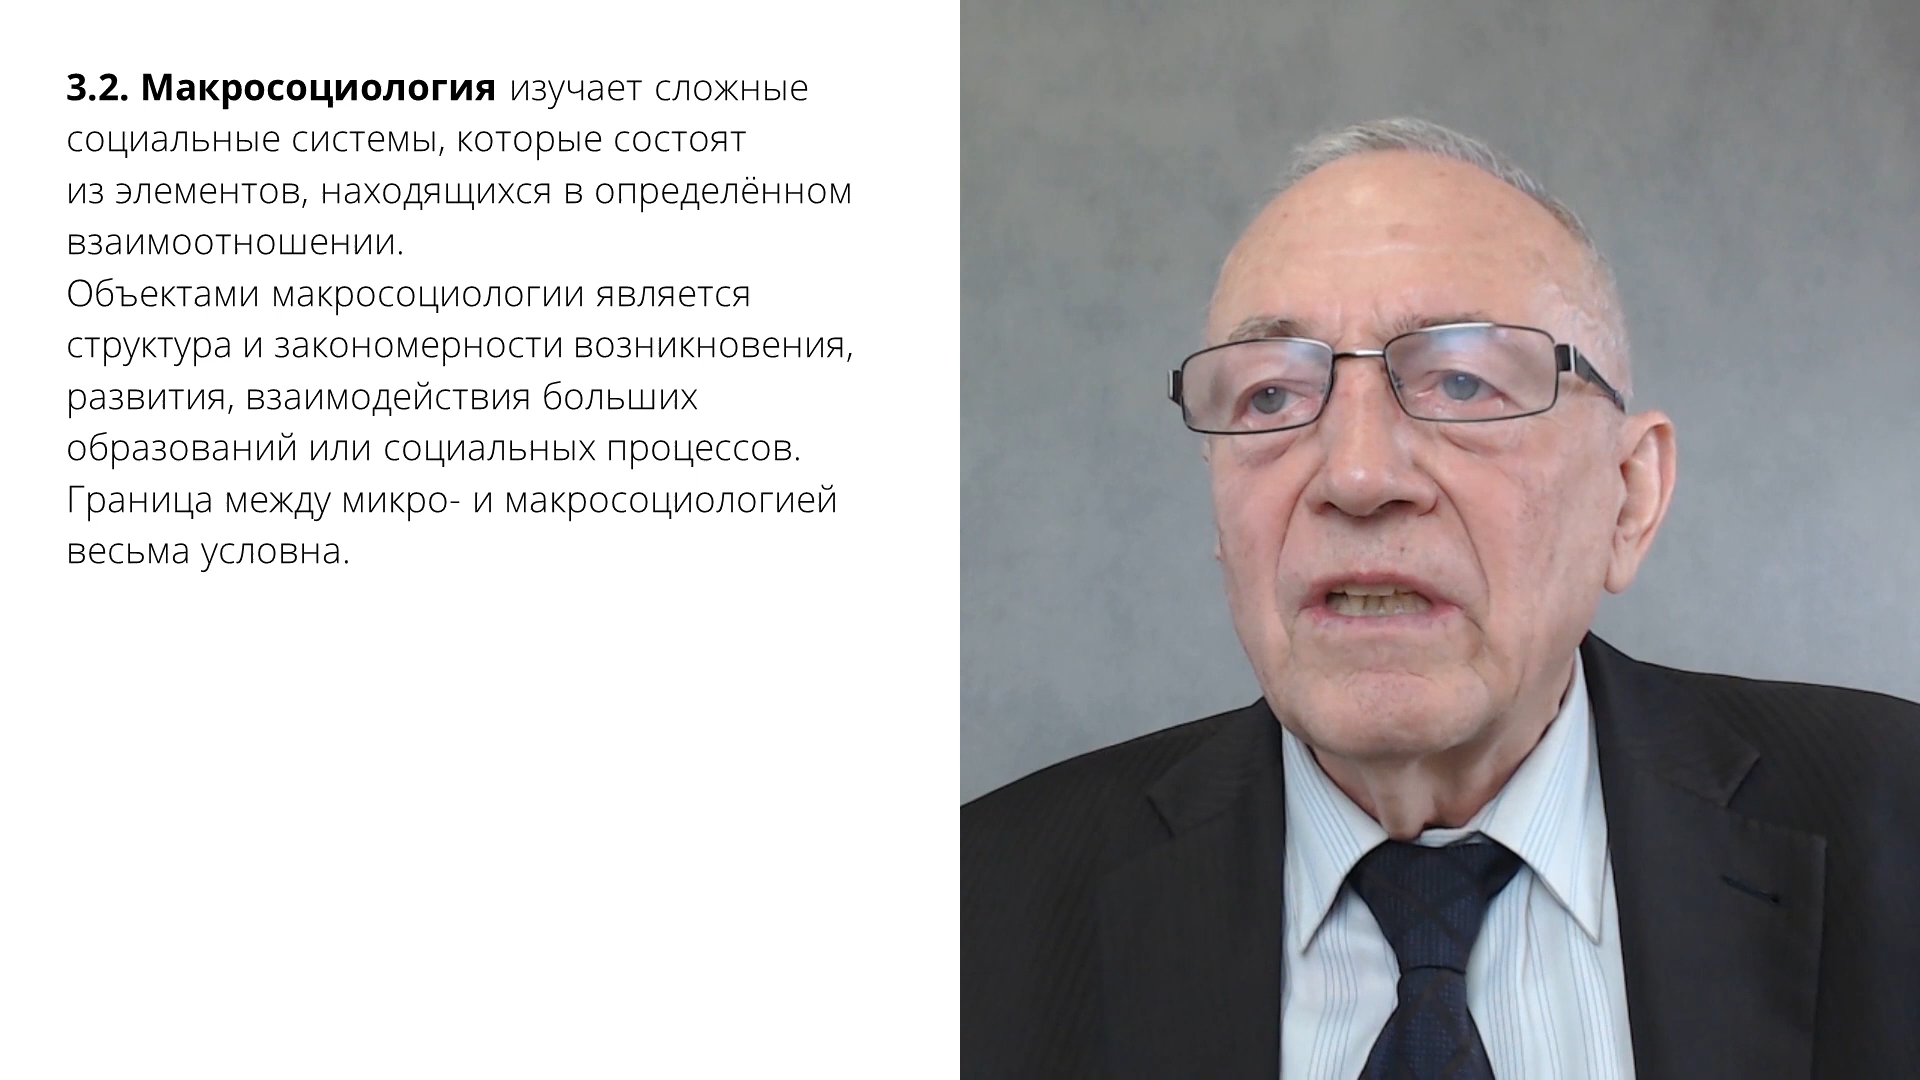 3.2. Макросоциология изучает сложные
социальные системы, которые состоят
из элементов, находящихся в определённом
взаимоотношении.
Объектами макросоциологии является
структура и закономерности возникновения,
развития, взаимодействия больших
образований или социальных процессов.
Граница между микро- и макросоциологией
весьма условна.